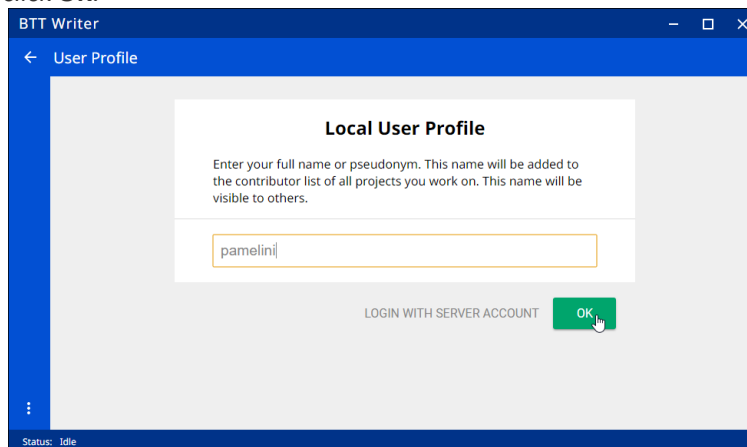 BTT Writer
User Profile
Local User Profile
Enter your full name or pseudonym. This name will be added to
the contributor list of all projects you work on. This name will be
visible to others.
pamelini
LOGIN WITH SERVER ACCOUNT
OK
Status: Idle